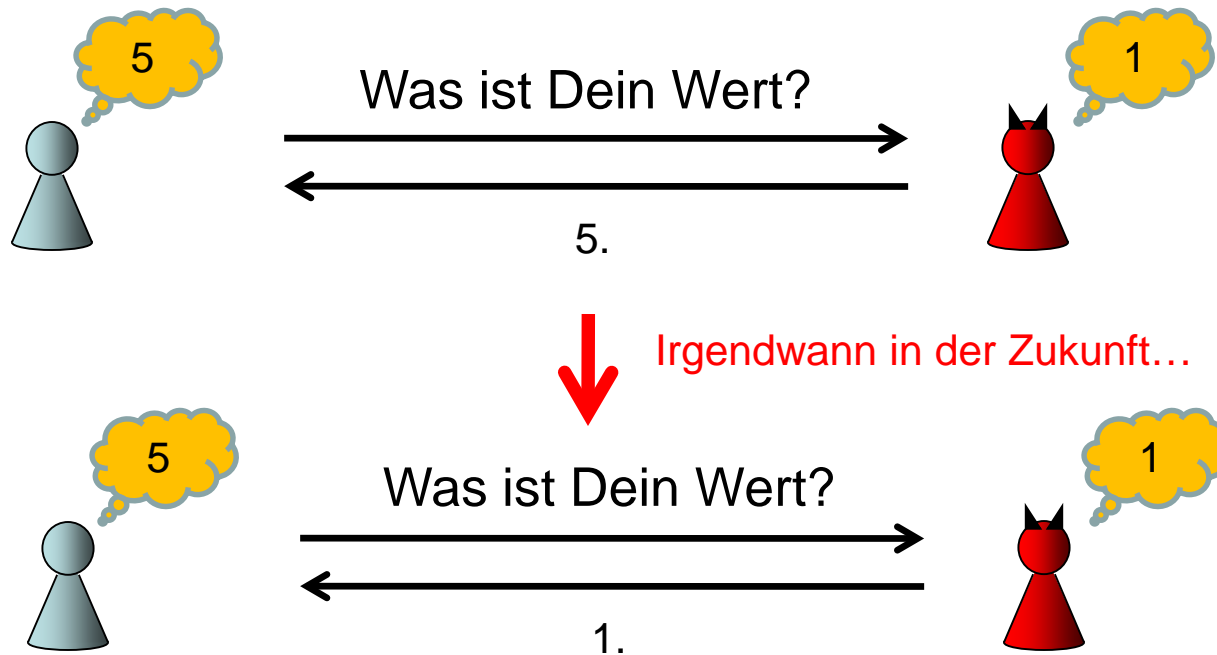 5
1
Was ist Dein Wert?
5.
Irgendwann in der Zukunft…
5
1
Was ist Dein Wert?
1.